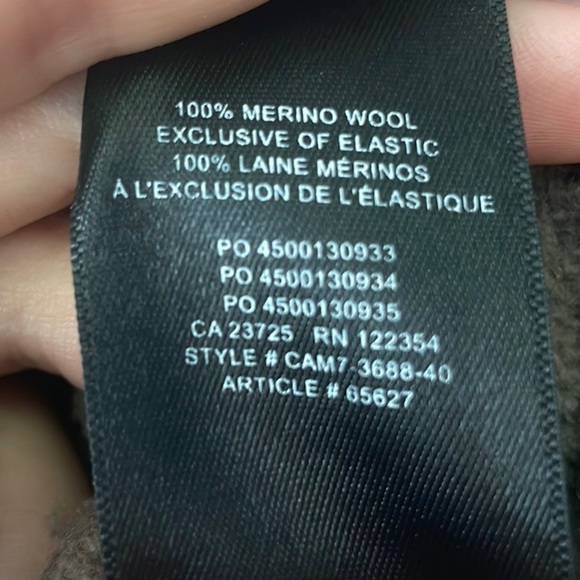 100% MERINO WOOL
EXCLUSIVE OF ELASTIC
100% LAINE MÉRINOS
À L'EXCLUSION DE L'ÉLASTIQUE
PO 4500130933
PO 4500130934
PO 4500130935
CA 23725 RN 122354
STYLE # CAM7-3688-40
ARTICLE # 65627